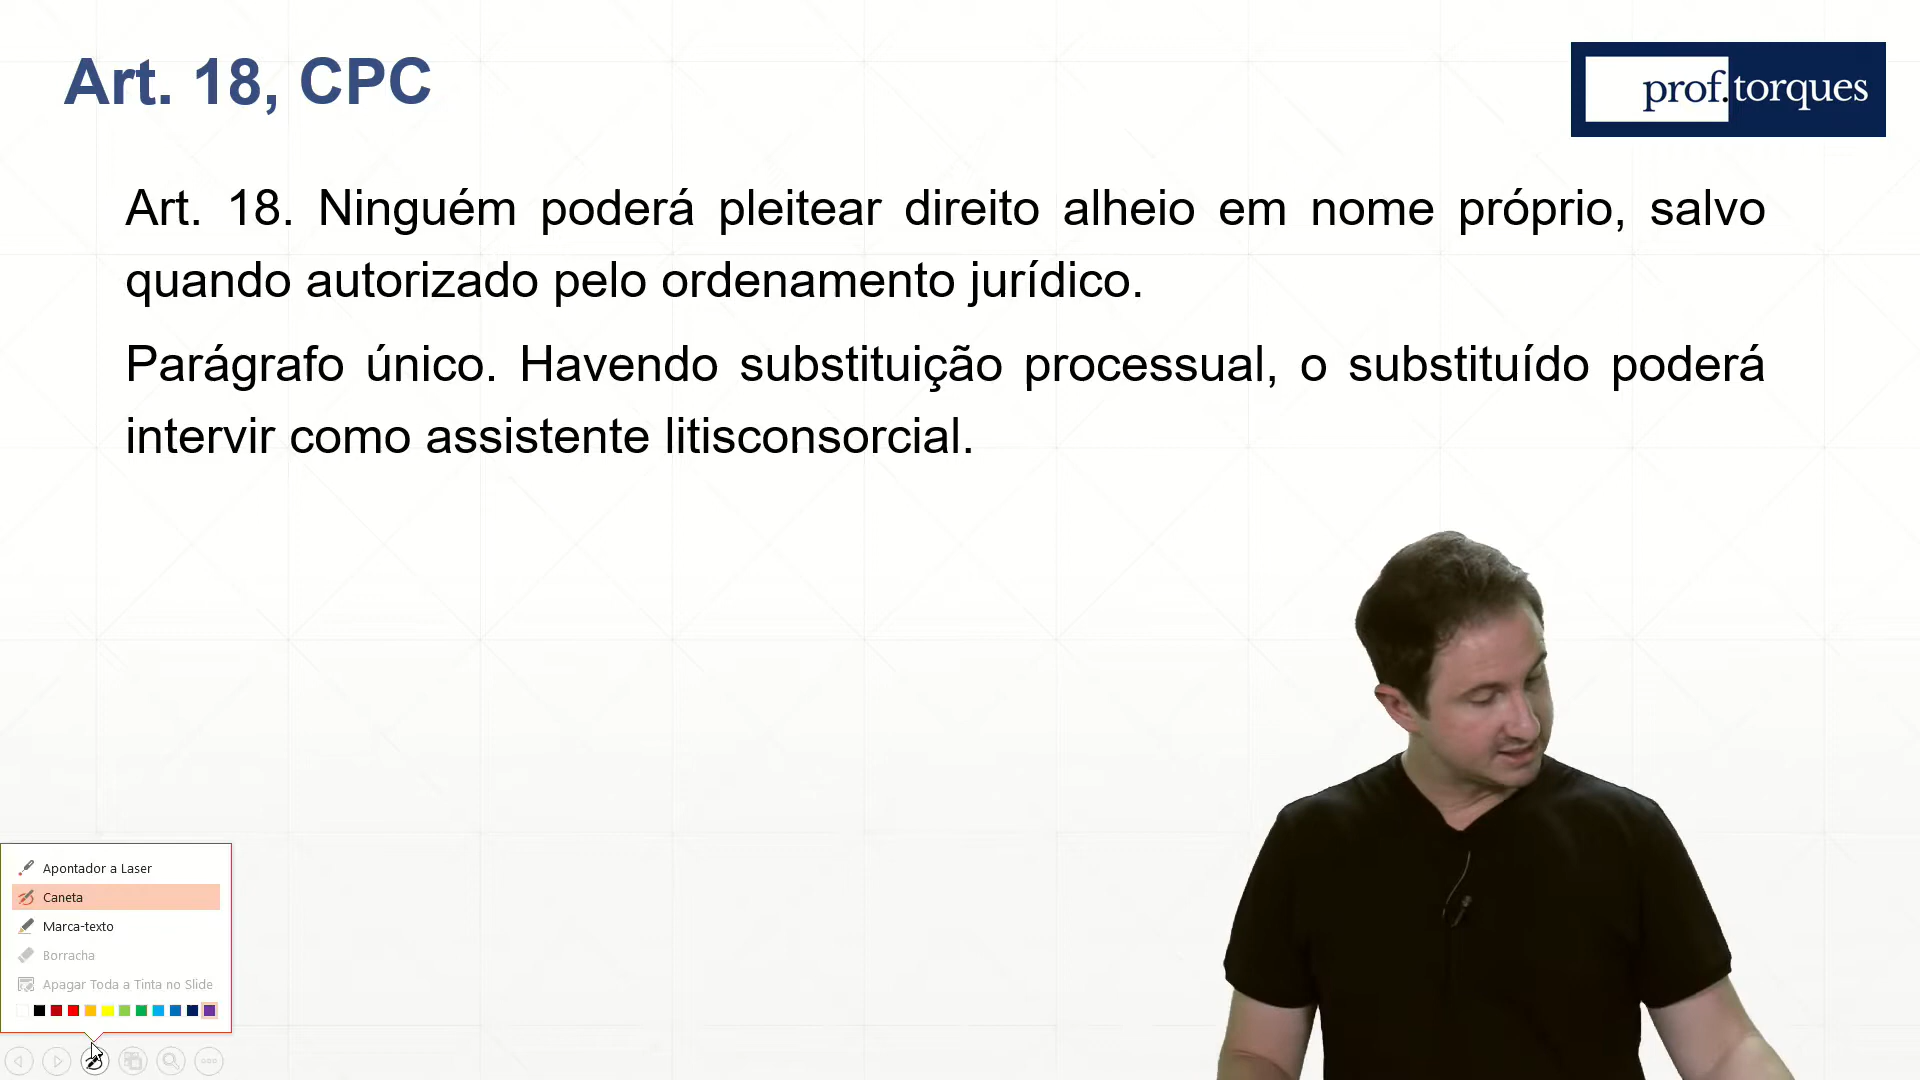 Art. 18, CPC
prof.torques
Art. 18. Ninguém poderá pleitear direito alheio em nome próprio, salvo
quando autorizado pelo ordenamento jurídico.
Parágrafo único. Havendo substituição processual, o substituído poderá
intervir como assistente litisconsorcial.
Apontador a Laser
Caneta
Marca-texto
Borracha
Apagar Toda a Tinta no Slide